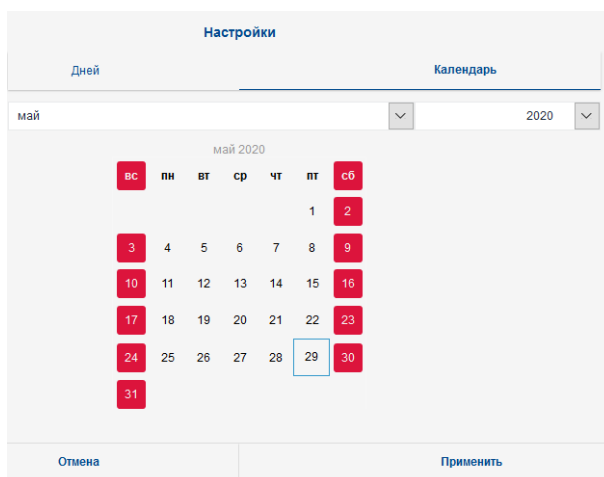 Настройки
Дней Календарь
май 2020
май 2020
вс пн вт ср чт пт сб
1 2
3 4 5 6 7 8 9
10 11 12 13 14 15 16
17 18 19 20 21 22 23
24 25 26 27 28 29 30
31
Отмена Применить